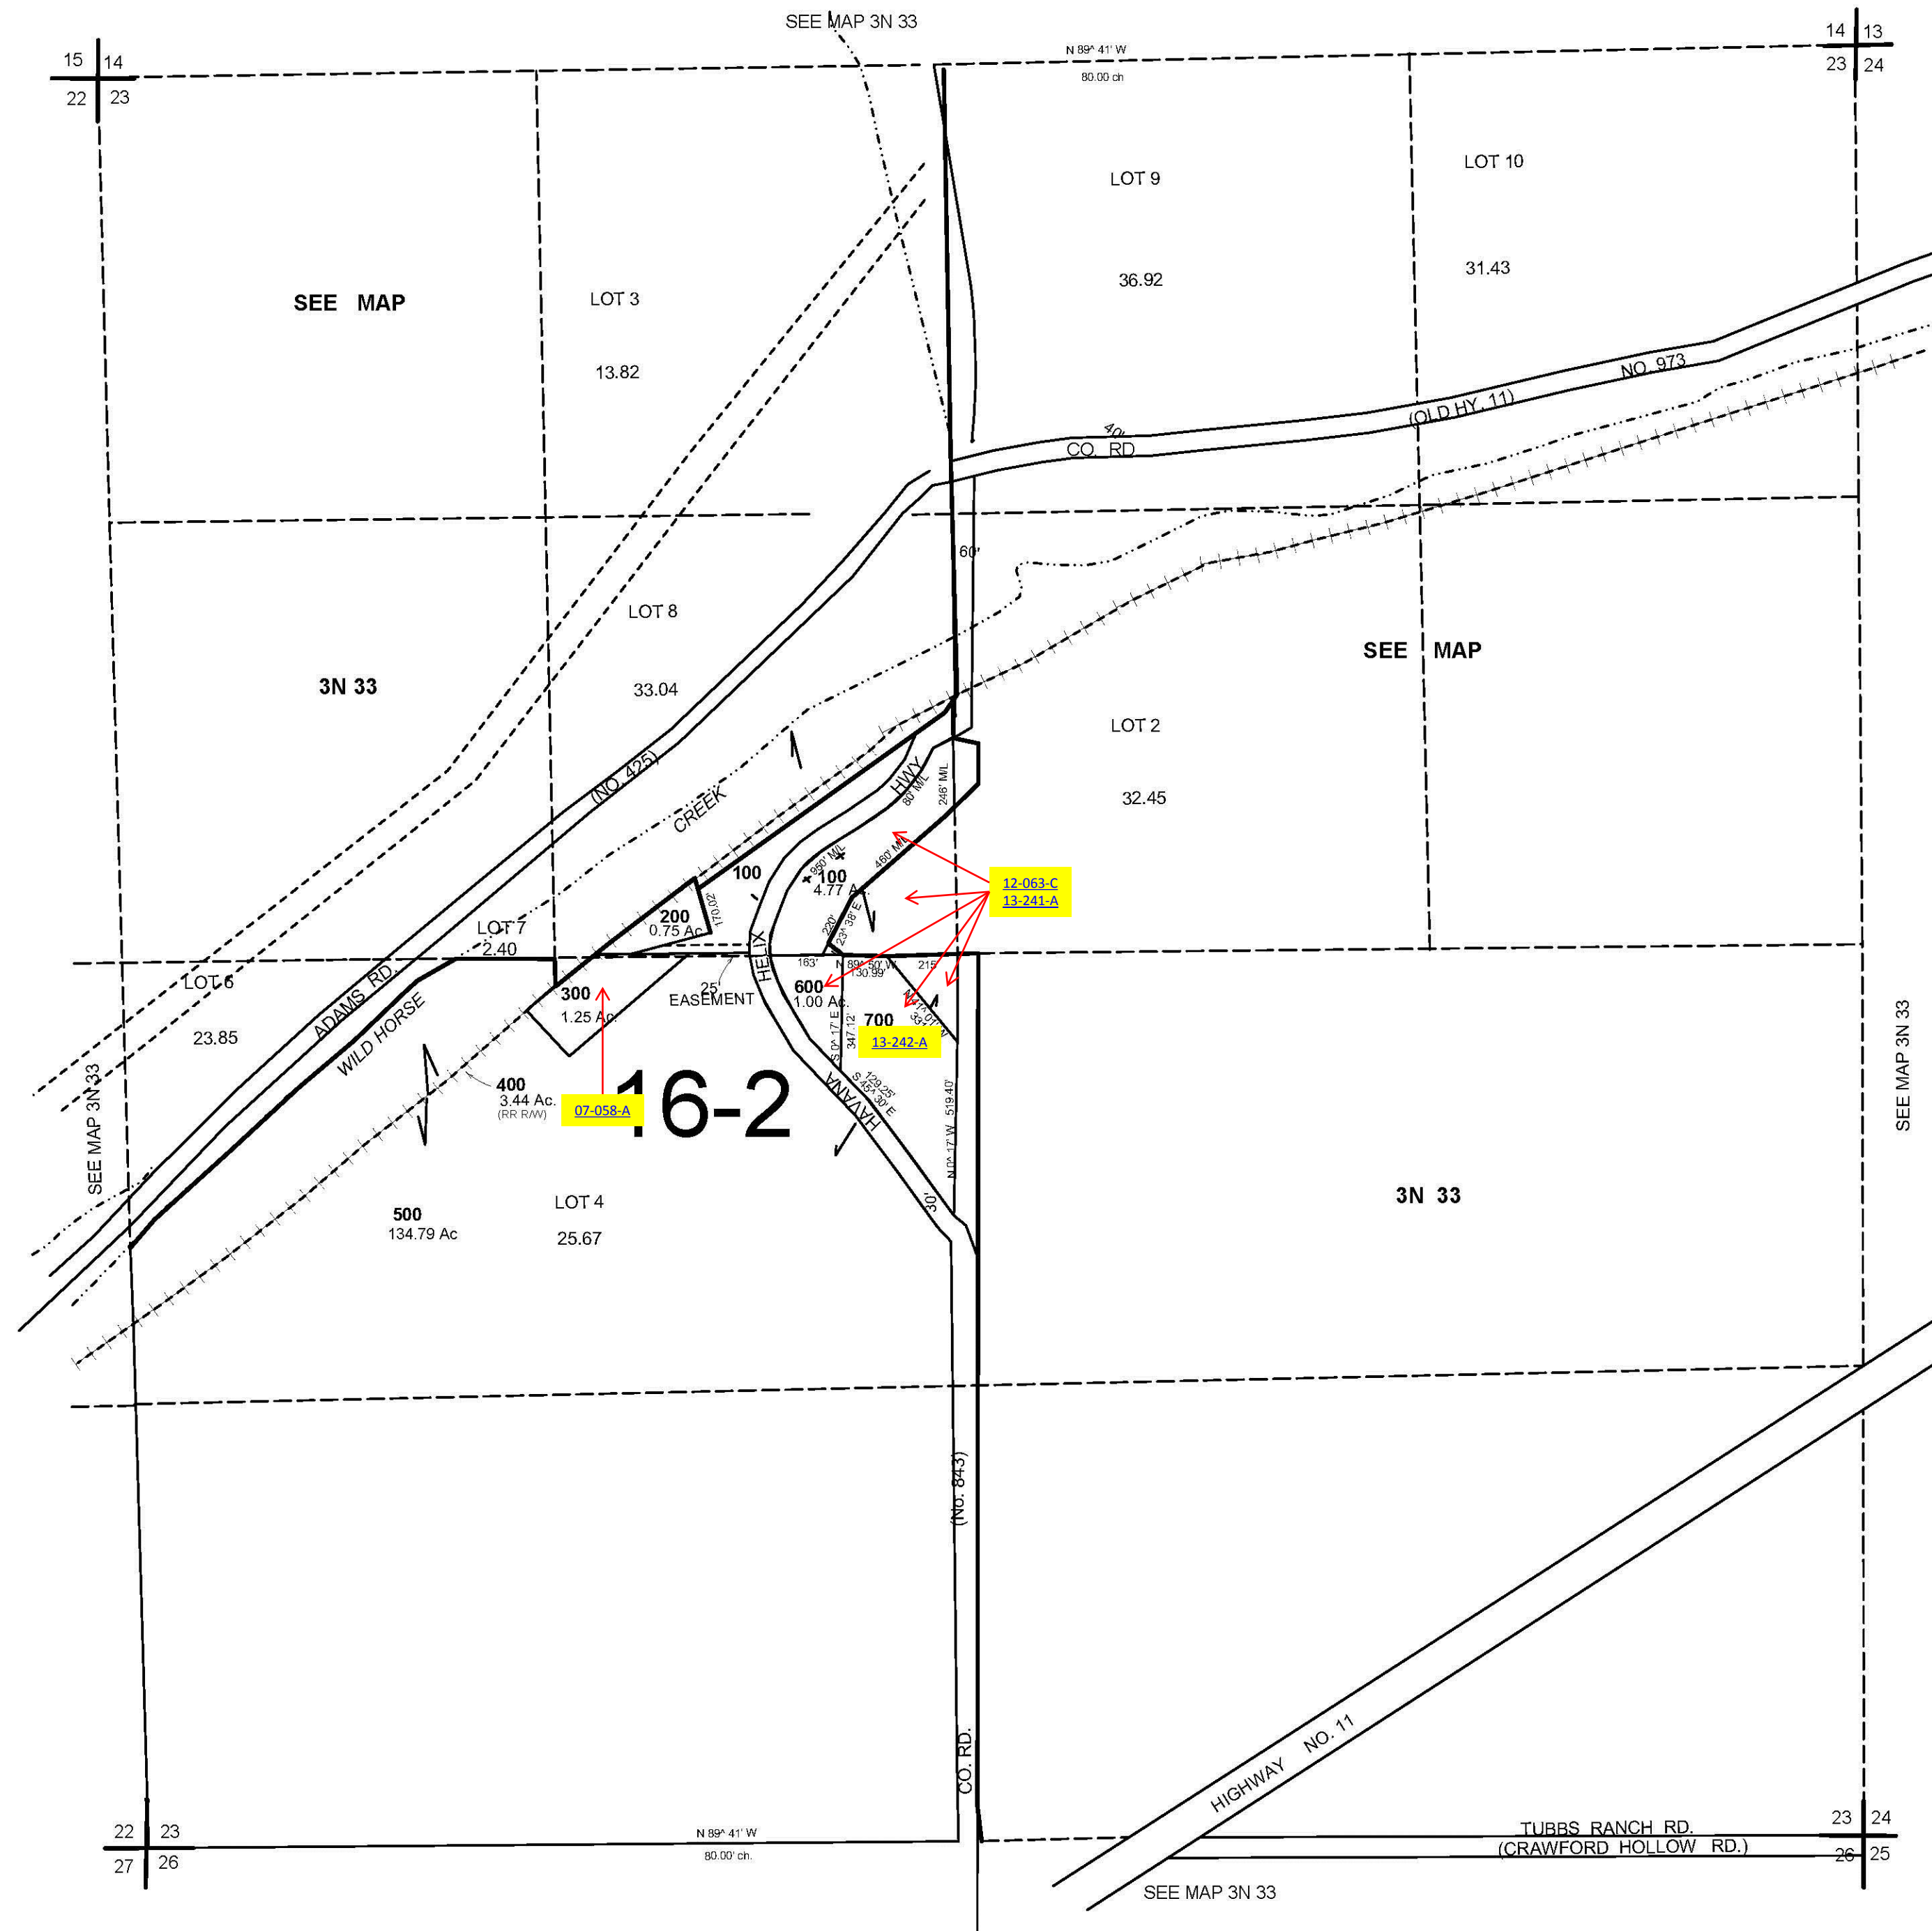 SEE MAP 3N 33
15 14
22 23
N 89^ 41' W
80.00 ch
14 13
23 24
LOT 9
36.92
LOT 10
31.43
SEE MAP
LOT 3
13.82
NO. 973
(OLD HY. 11)
40'
CO. RD
60'
LOT 8
33.04
3N 33
SEE MAP
LOT 2
32.45
(NO. 425)
CREEK
HWY
80' M/L
246' M/L
950' M/L
460' M/L
100
100
4.77 Ac.
12-063-C
13-241-A
200
0.75 Ac
170.02'
220'
23^ 38' E
LOT 7
2.40
LOT 6
23.85
ADAMS RD.
WILD HORSE
HELIX
163'
N 89^ 50' W
130.99'
215'
300
1.25 Ac.
25'
EASEMENT
600
1.00 Ac.
700
N 41^ 01' W
13-242-A
S 0^ 17' E
347.12'
400
3.44 Ac.
(RR R/W)
07-058-A
16-2
HAVANA
129.25'
S 45^ 30' E
N 0^ 17' W 519.40'
30'
SEE MAP 3N 33
SEE MAP 3N 33
LOT 4
25.67
500
134.79 Ac
3N 33
(No. 843)
CO. RD.
HIGHWAY NO. 11
22 23
27 26
N 89^ 41' W
80.00' ch.
TUBBS RANCH RD.
(CRAWFORD HOLLOW RD.)
23 24
26 25
SEE MAP 3N 33